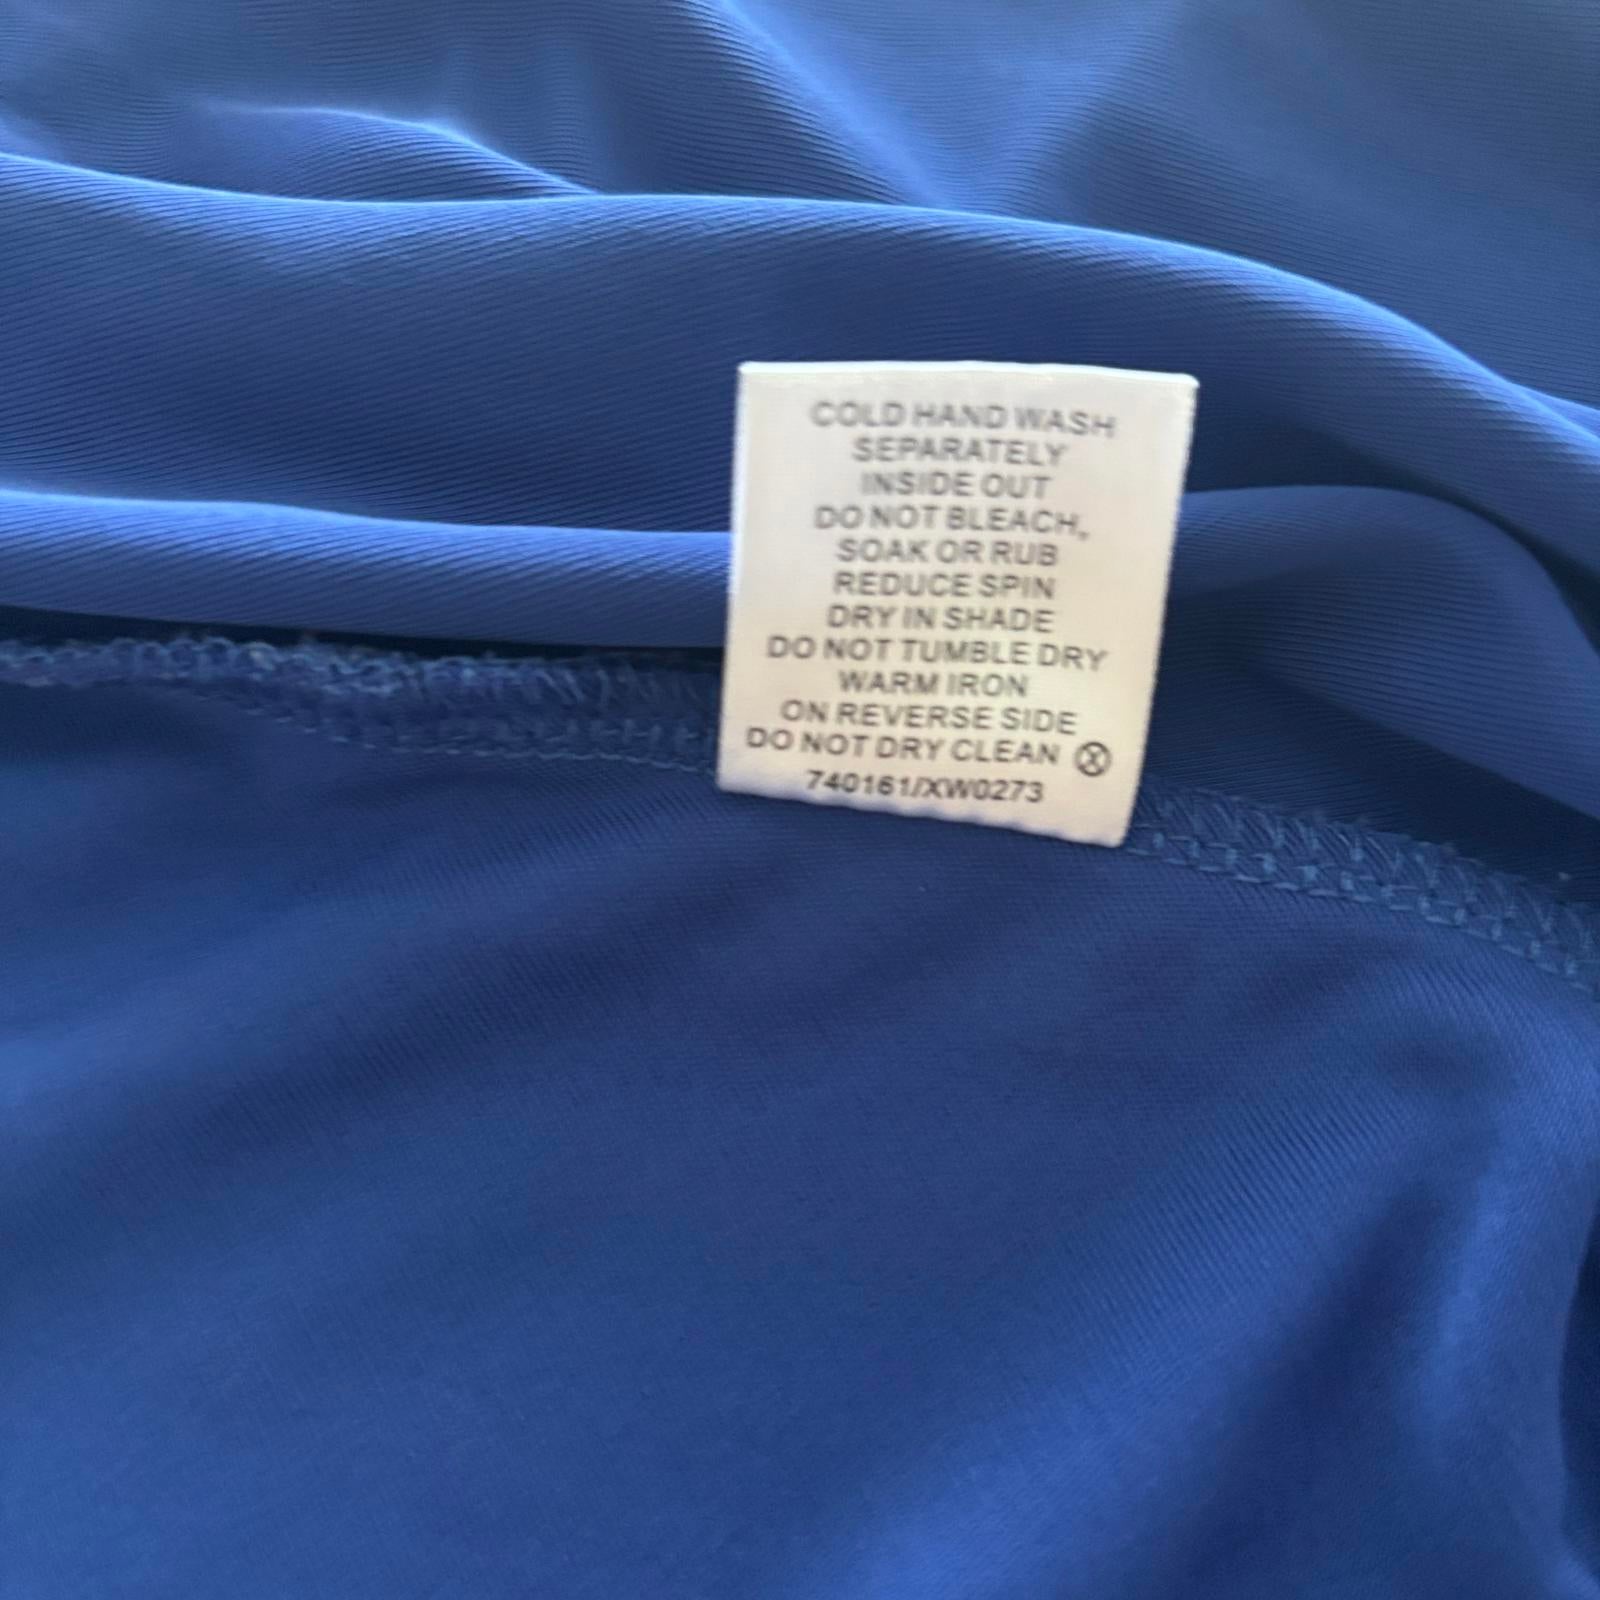 COLD HAND WASH
SEPARATELY
INSIDE OUT
DO NOT BLEACH,
SOAK OR RUB
REDUCE SPIN
DRY IN SHADE
DO NOT TUMBLE DRY
WARM IRON
ON REVERSE SIDE
DO NOT DRY CLEAN Ⓧ
740161/XW0273